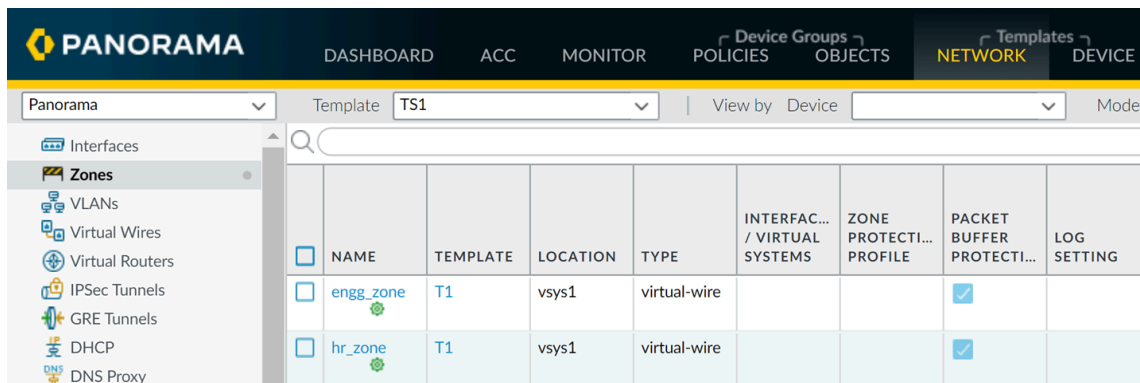 PANORAMA
Device Groups
Templates
DASHBOARD ACC MONITOR POLICIES OBJECTS NETWORK DEVICE
Panorama Template TS1 View by Device Mode
Interfaces
Zones
VLANs
Virtual Wires
Virtual Routers
IPSec Tunnels
GRE Tunnels
DHCP
DNS Proxy
NAME TEMPLATE LOCATION TYPE INTERFAC... / VIRTUAL SYSTEMS ZONE PROTECTI... PROFILE PACKET BUFFER PROTECTI... LOG SETTING
engg_zone T1 vsys1 virtual-wire
hr_zone T1 vsys1 virtual-wire